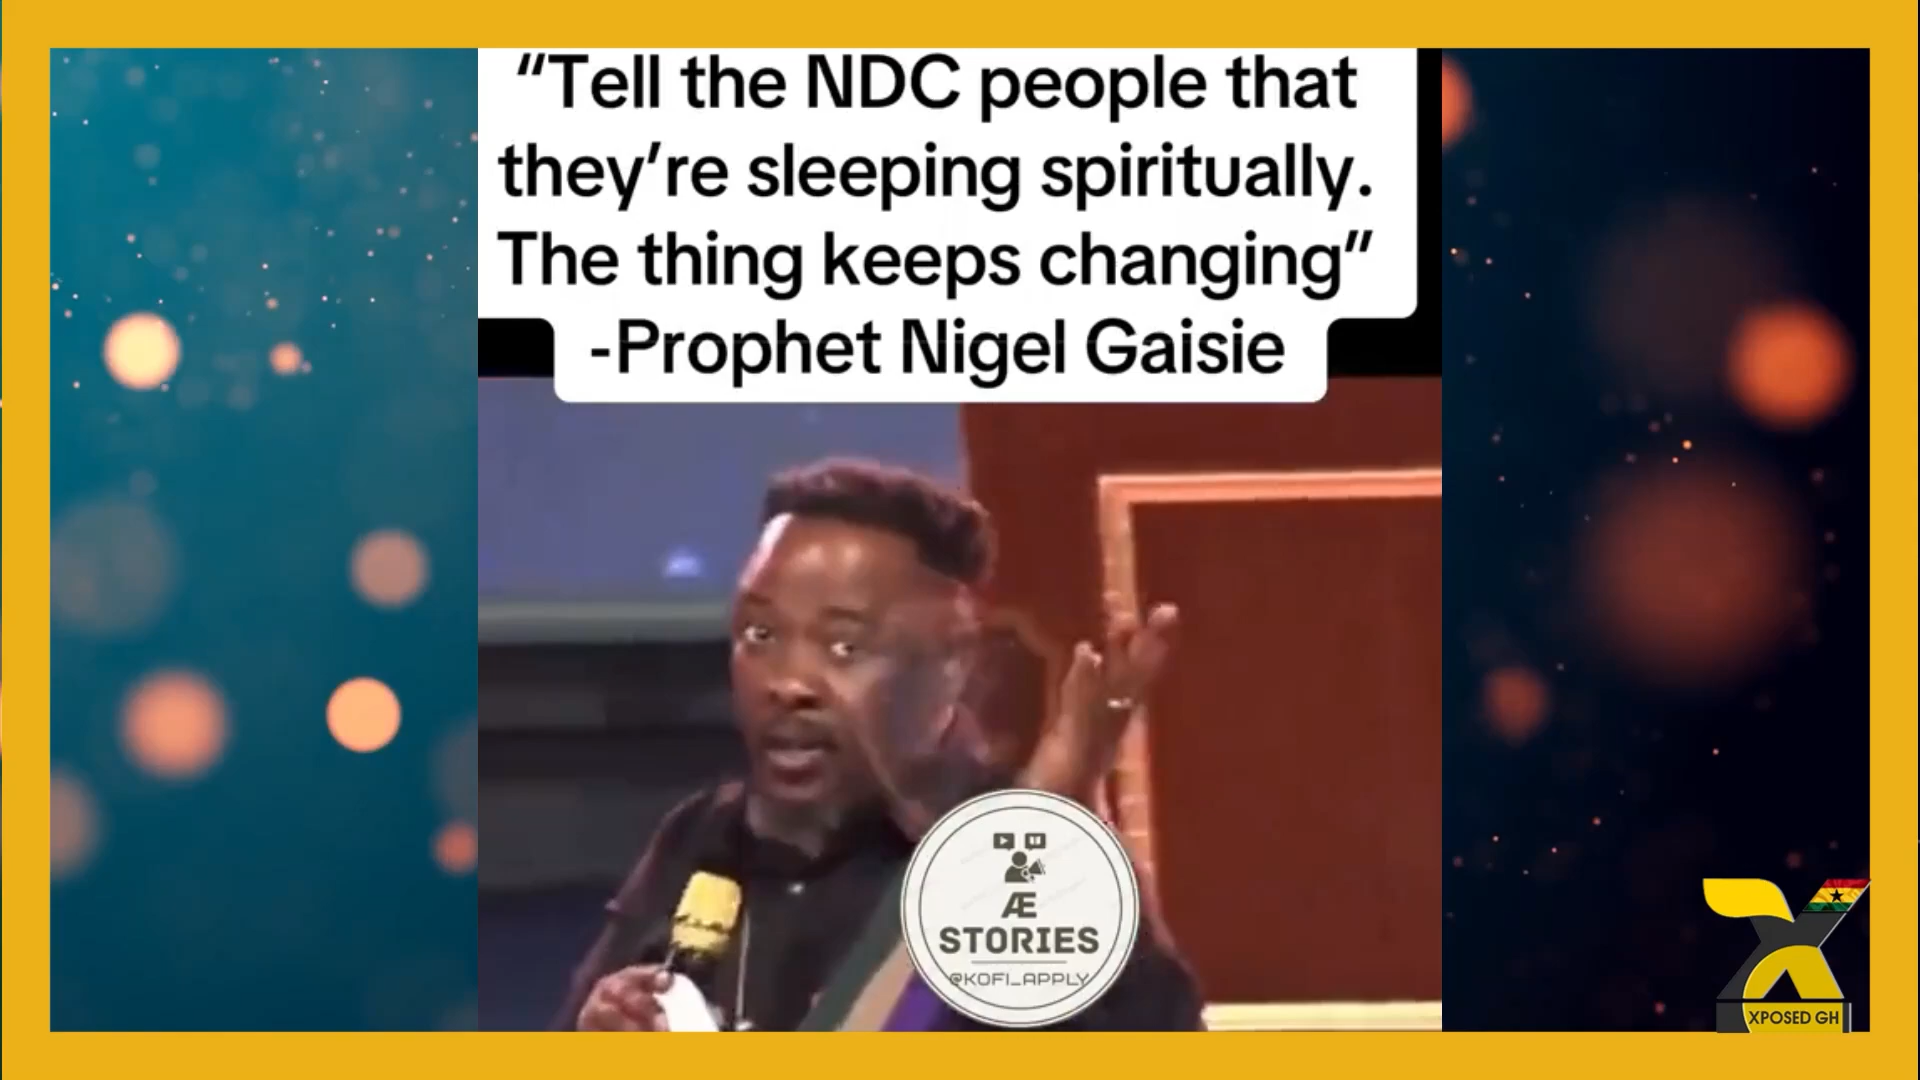 “Tell the NDC people that
they’re sleeping spiritually.
The thing keeps changing”
-Prophet Nigel Gaisie
Æ
STORIES
@KOFI_APPLY
XPOSED GH